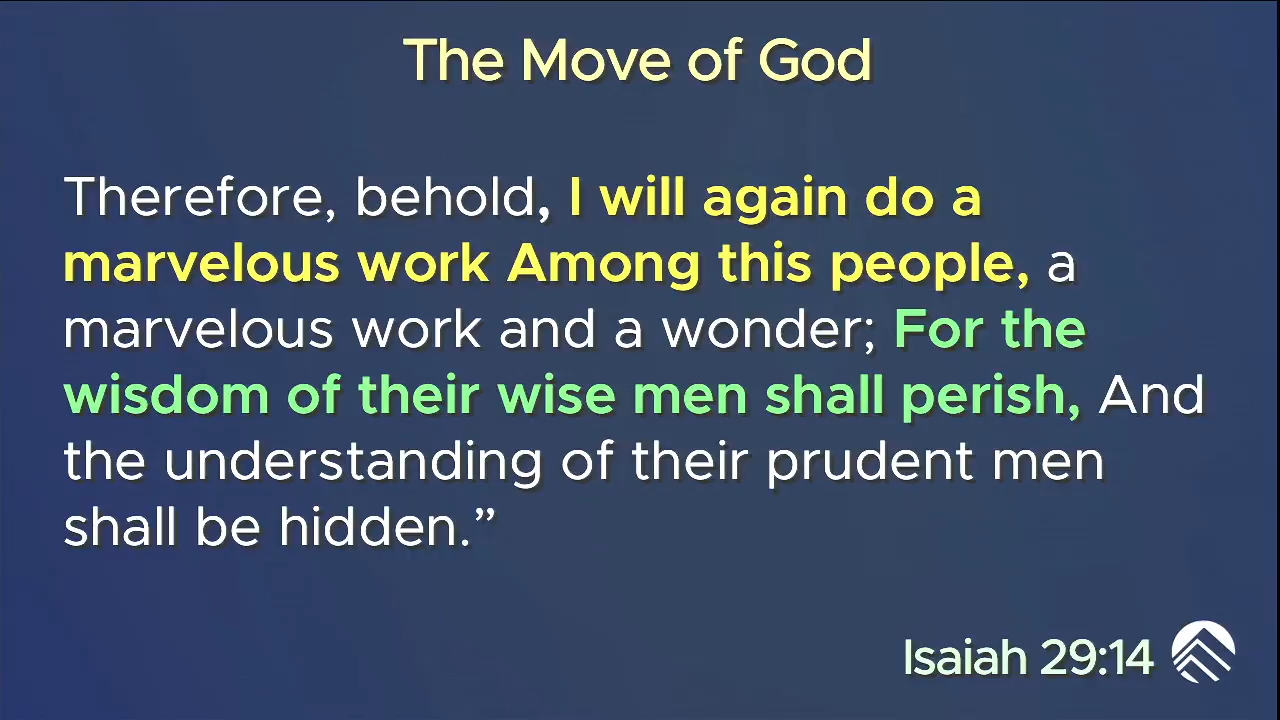 The Move of God
Therefore, behold, I will again do a
marvelous work Among this people, a
marvelous work and a wonder; For the
wisdom of their wise men shall perish, And
the understanding of their prudent men
shall be hidden.”
Isaiah 29:14